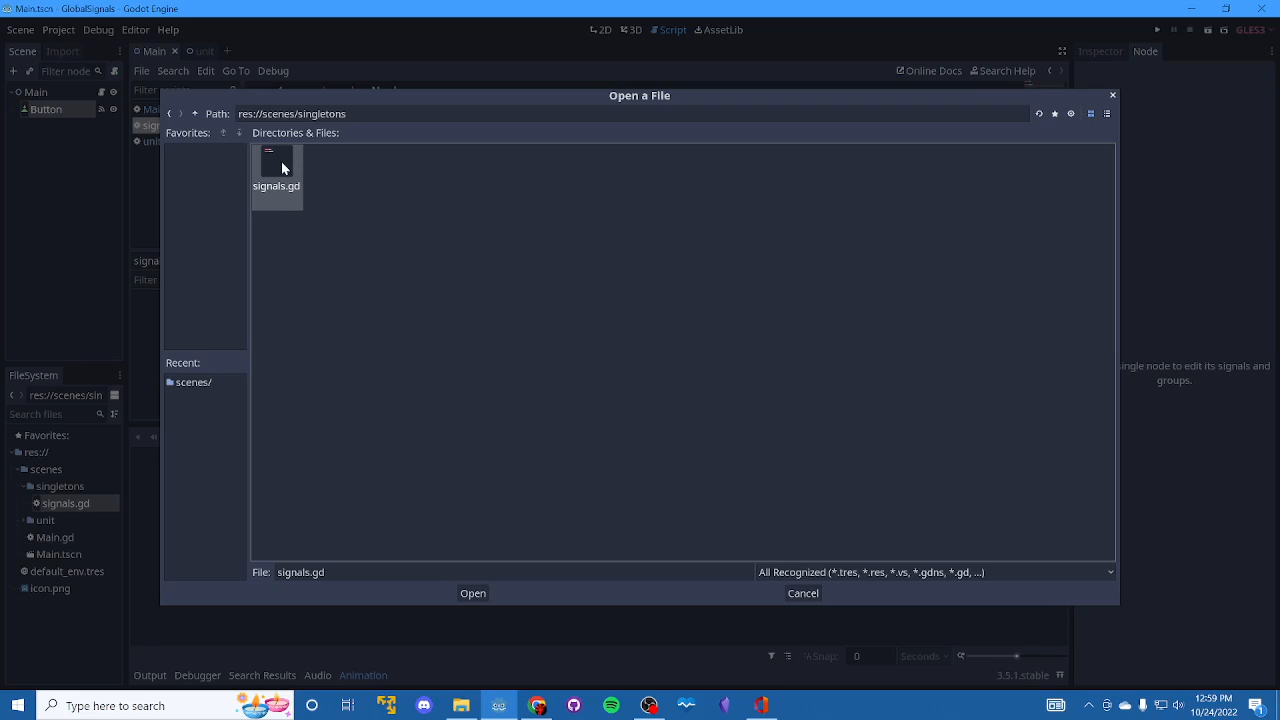 Main.tscn - GlobalSignals - Godot Engine
Scene Project Debug Editor Help
2D 3D Script AssetLib
GLES3
Scene Import
Main unit
Inspector Node
Filter node
File Search Edit Go To Debug
Online Docs Search Help
Main
Button
Open a File
Path: res://scenes/singletons
Favorites:
Directories & Files:
signals.gd
Recent:
scenes/
ingle node to edit its signals and
groups.
FileSystem
res://scenes/sin
Search files
Favorites:
res://
scenes
singletons
signals.gd
unit
Main.gd
Main.tscn
default_env.tres
icon.png
File: signals.gd
All Recognized (*.tres, *.res, *.vs, *.gdns, *.gd, ...)
Open
Cancel
Snap: 0 Seconds
Output Debugger Search Results Audio Animation
3.5.1.stable
Type here to search
12:59 PM
10/24/2022
1